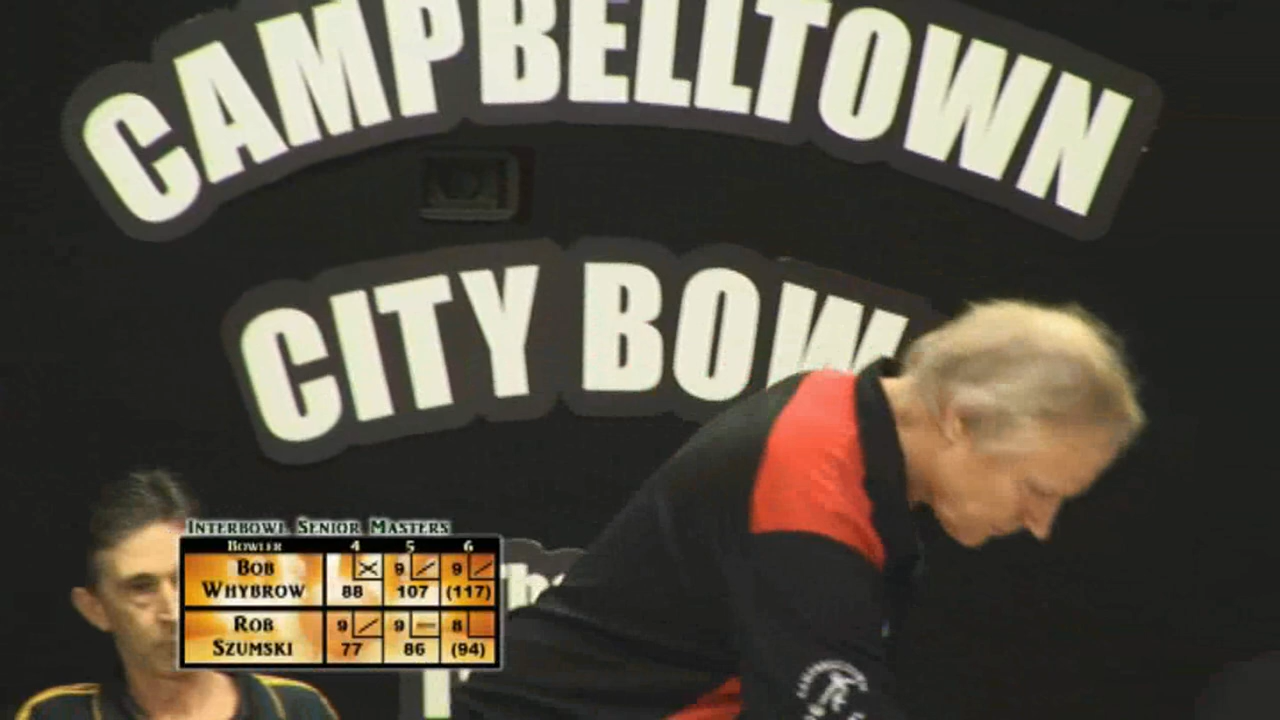 CAMPBELLTOWN
CITY BOW
INTERBOWL SENIOR MASTERS
BOWLER 4 5 6
BOB WHYBROW 88 9 / 107 9 / (117)
ROB SZUMSKI 9 / 77 9 – 86 8 (94)